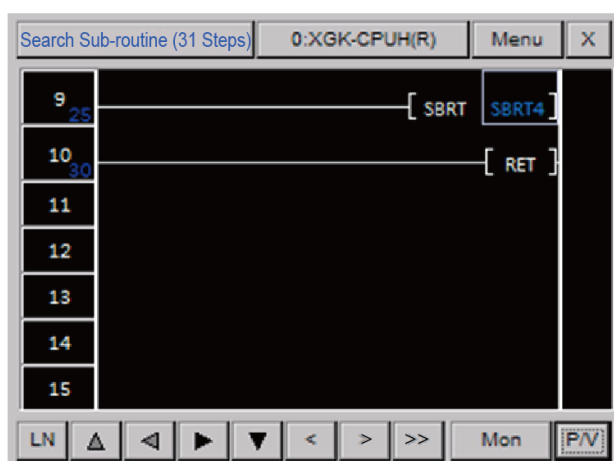 Search Sub-routine (31 Steps) 0:XGK-CPUH(R) Menu X
9 25 [ SBRT SBRT4 ]
10 30 [ RET ]
11
12
13
14
15
LN < > >> Mon P/V